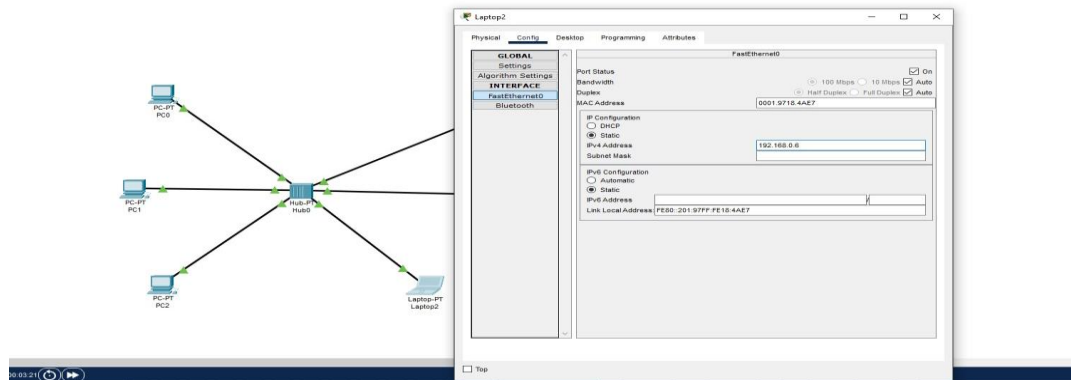 Laptop2
Physical Config Desktop Programming Attributes
GLOBAL
Settings
Algorithm Settings
INTERFACE
FastEthernet0
Bluetooth
FastEthernet0
Port Status On
Bandwidth 100 Mbps 10 Mbps Auto
Duplex Half Duplex Full Duplex Auto
MAC Address 0001.9718.4AE7
IP Configuration
DHCP
Static
IPv4 Address 192.168.0.6
Subnet Mask
IPv6 Configuration
Automatic
Static
IPv6 Address /
Link Local Address FE80::201:97FF:FE18:4AE7
Top
PC-PT
PC0
PC-PT
PC1
Hub-PT
Hub0
PC-PT
PC2
Laptop-PT
Laptop2
00:03:21